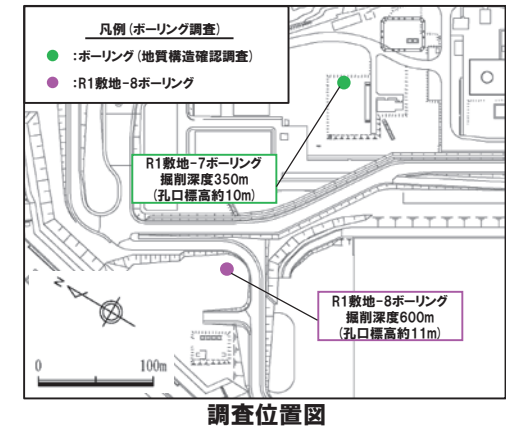 凡例(ボーリング調査)
:ボーリング(地質構造確認調査)
:R1敷地-8ボーリング
R1敷地-7ボーリング
掘削深度350m
(孔口標高約10m)
R1敷地-8ボーリング
掘削深度600m
(孔口標高約11m)
N
0 100m
調査位置図